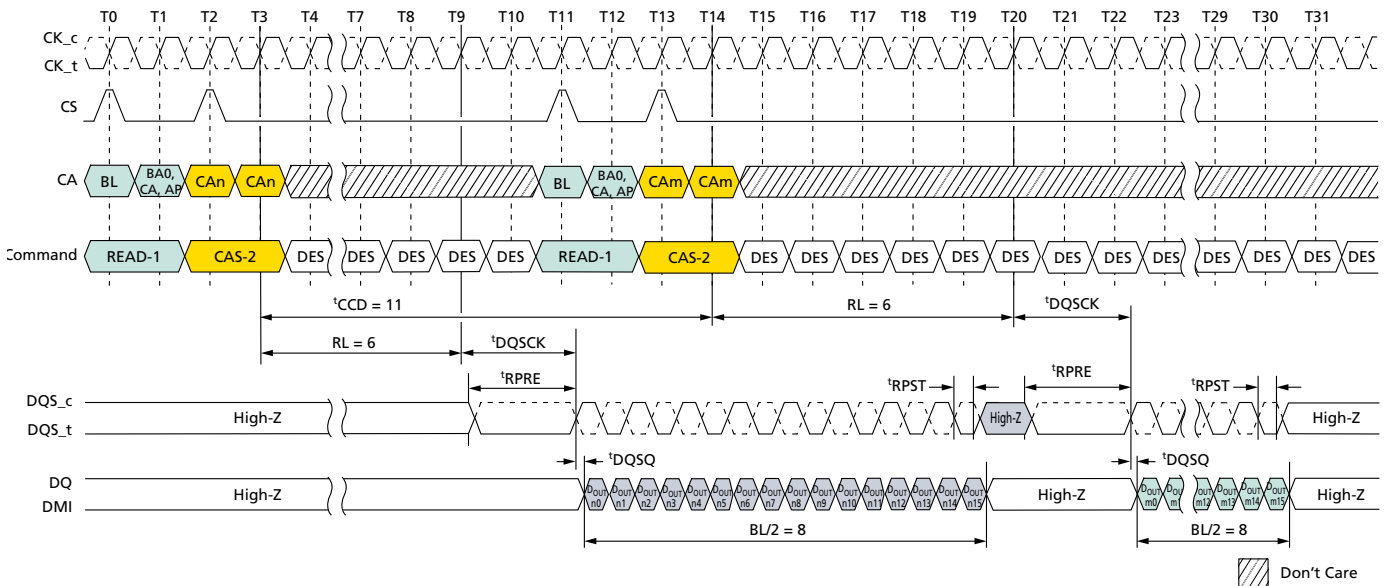 T0 T1 T2 T3 T4 T7 T8 T9 T10 T11 T12 T13 T14 T15 T16 T17 T18 T19 T20 T21 T22 T23 T29 T30 T31
CK_c
CK_t
CS
CA BL BA0, CA, AP CAn CAn BL BA0, CA, AP CAm CAm
Command READ-1 CAS-2 DES DES DES DES DES READ-1 CAS-2 DES DES DES DES DES DES DES DES DES DES DES DES
tCCD = 11 RL = 6 tDQSCK
RL = 6 tDQSCK
tRPRE tRPST tRPRE tRPST
DQS_c
DQS_t
High-Z High-Z High-Z
tDQSQ tDQSQ
DQ
DMI
High-Z DOUT n0 DOUT n1 DOUT n2 DOUT n3 DOUT n4 DOUT n5 DOUT n6 DOUT n7 DOUT n8 DOUT n9 DOUT n10 DOUT n11 DOUT n12 DOUT n13 DOUT n14 DOUT n15 High-Z DOUT m0 DOUT m12 DOUT m13 DOUT m14 DOUT m15 High-Z
BL/2 = 8 BL/2 = 8
Don't Care